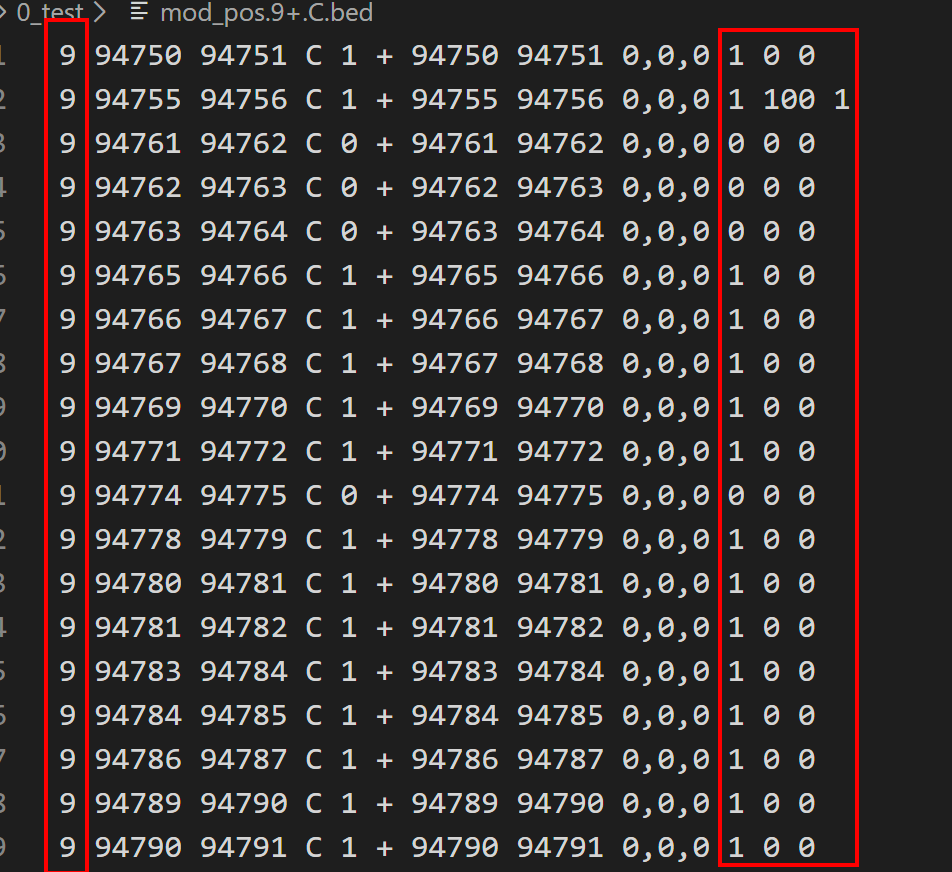 0_test > mod_pos.9+.C.bed
9 94750 94751 C 1 + 94750 94751 0,0,0 1 0 0
9 94755 94756 C 1 + 94755 94756 0,0,0 1 100 1
9 94761 94762 C 0 + 94761 94762 0,0,0 0 0 0
9 94762 94763 C 0 + 94762 94763 0,0,0 0 0 0
9 94763 94764 C 0 + 94763 94764 0,0,0 0 0 0
9 94765 94766 C 1 + 94765 94766 0,0,0 1 0 0
9 94766 94767 C 1 + 94766 94767 0,0,0 1 0 0
9 94767 94768 C 1 + 94767 94768 0,0,0 1 0 0
9 94769 94770 C 1 + 94769 94770 0,0,0 1 0 0
9 94771 94772 C 1 + 94771 94772 0,0,0 1 0 0
9 94774 94775 C 0 + 94774 94775 0,0,0 0 0 0
9 94778 94779 C 1 + 94778 94779 0,0,0 1 0 0
9 94780 94781 C 1 + 94780 94781 0,0,0 1 0 0
9 94781 94782 C 1 + 94781 94782 0,0,0 1 0 0
9 94783 94784 C 1 + 94783 94784 0,0,0 1 0 0
9 94784 94785 C 1 + 94784 94785 0,0,0 1 0 0
9 94786 94787 C 1 + 94786 94787 0,0,0 1 0 0
9 94789 94790 C 1 + 94789 94790 0,0,0 1 0 0
9 94790 94791 C 1 + 94790 94791 0,0,0 1 0 0